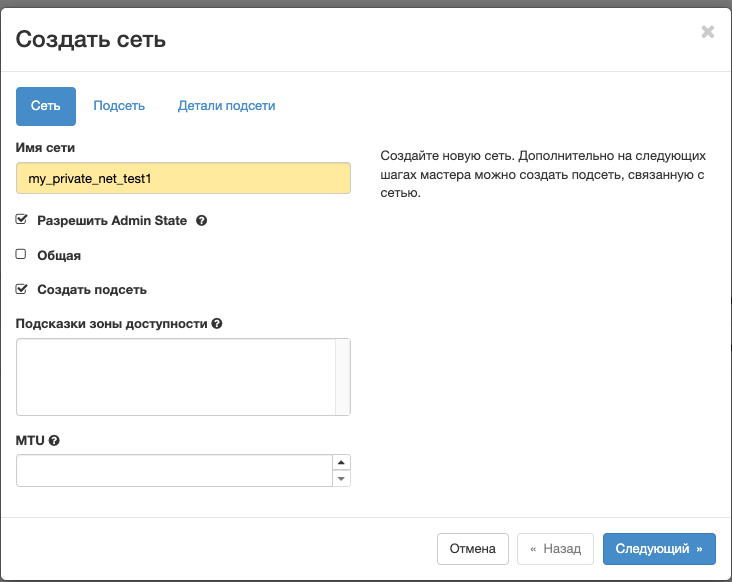 Создать сеть
×
Сеть
Подсеть
Детали подсети
Имя сети
my_private_net_test1
Разрешить Admin State ?
Общая
Создать подсеть
Подсказки зоны доступности ?
MTU ?
Создайте новую сеть. Дополнительно на следующих
шагах мастера можно создать подсеть, связанную с
сетью.
Отмена
« Назад
Следующий »